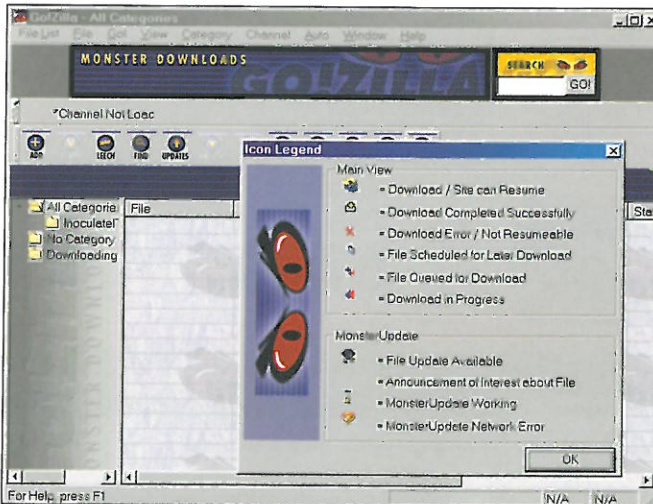 Go!Zilla - All Categories
File List File Go! View Category Channel Auto Window Help
MONSTER DOWNLOADS
GO!ZILLA
SEARCH
GO!
*Channel Not Loac
ADD LEECH FIND UPDATES
Icon Legend
Main View
= Download / Site can Resume
= Download Completed Successfully
= Download Error / Not Resumeable
= File Scheduled for Later Download
= File Queued for Download
= Download in Progress
MonsterUpdate
= File Update Available
= Announcement of Interest about File
= MonsterUpdate Working
= MonsterUpdate Network Error
OK
All Categorie
Inoculatel
No Category
Downloading
File
Sta
For Help, press F1
N/A N/A